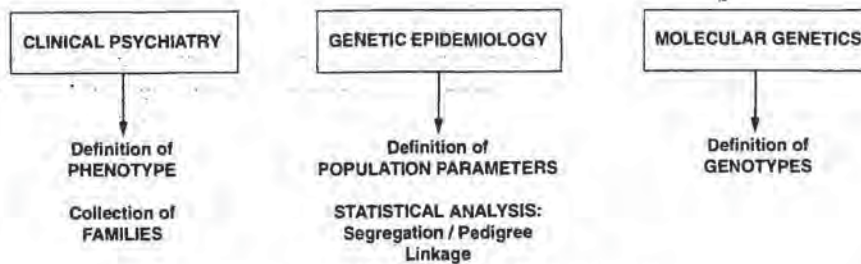 CLINICAL PSYCHIATRY
GENETIC EPIDEMIOLOGY
MOLECULAR GENETICS
Definition of
PHENOTYPE
Collection of
FAMILIES
Definition of
POPULATION PARAMETERS
STATISTICAL ANALYSIS:
Segregation / Pedigree
Linkage
Definition of
GENOTYPES